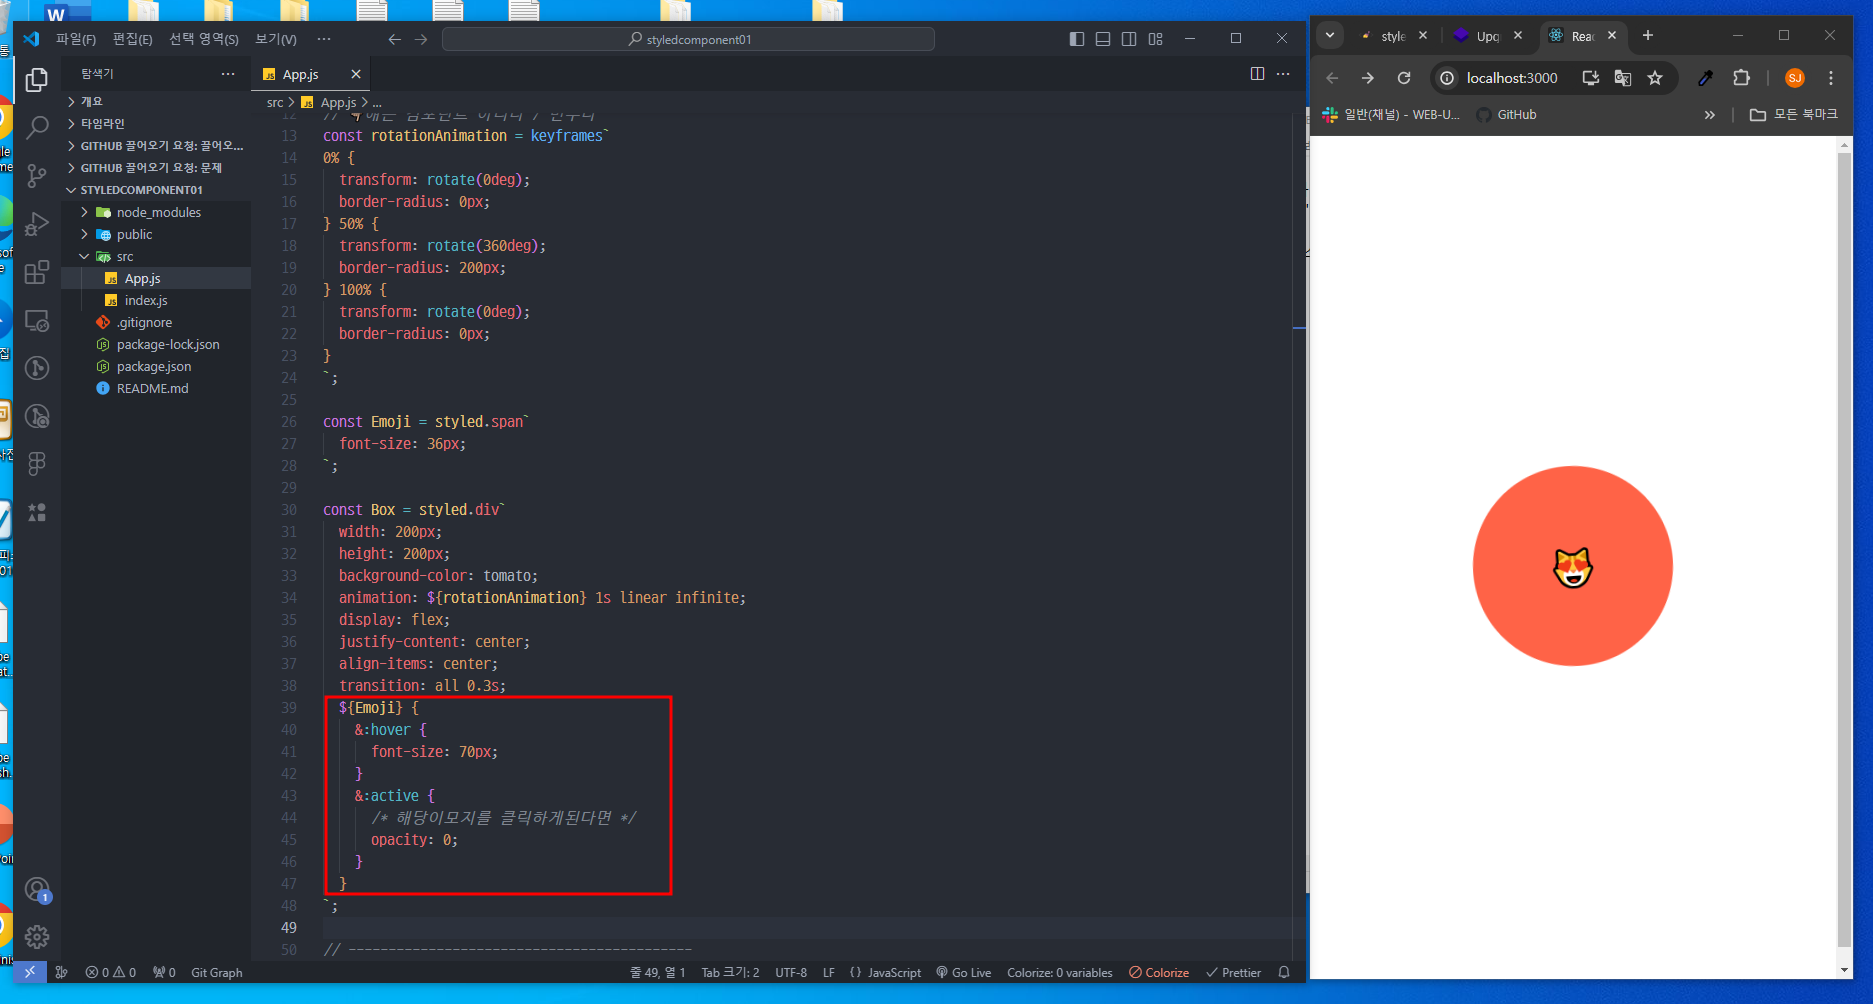 파일(F) 편집(E) 선택 영역(S) 보기(V) ··· styledcomponent01
탐색기 ···
개요
타임라인
GITHUB 끌어오기 요청: 끌어오...
GITHUB 끌어오기 요청: 문제
STYLEDCOMPONENT01
node_modules
public
src
App.js
index.js
.gitignore
package-lock.json
package.json
README.md
1
App.js
src > App.js > ...
13 const rotationAnimation = keyframes`
14 0% {
15 transform: rotate(0deg);
16 border-radius: 0px;
17 } 50% {
18 transform: rotate(360deg);
19 border-radius: 200px;
20 } 100% {
21 transform: rotate(0deg);
22 border-radius: 0px;
23 }
24 `;
25
26 const Emoji = styled.span`
27 font-size: 36px;
28 `;
29
30 const Box = styled.div`
31 width: 200px;
32 height: 200px;
33 background-color: tomato;
34 animation: ${rotationAnimation} 1s linear infinite;
35 display: flex;
36 justify-content: center;
37 align-items: center;
38 transition: all 0.3s;
39 ${Emoji} {
40 &:hover {
41 font-size: 70px;
42 }
43 &:active {
44 /* 해당이모지를 클릭하게된다면 */
45 opacity: 0;
46 }
47 }
48 `;
49
50 // -------------------------------------------
0 0 0 Git Graph 줄 49, 열 1 Tab 크기: 2 UTF-8 LF {} JavaScript Go Live Colorize: 0 variables Colorize Prettier
style Upq Reac
localhost:3000 SJ
일반(채널) - WEB-U... GitHub » 모든 북마크